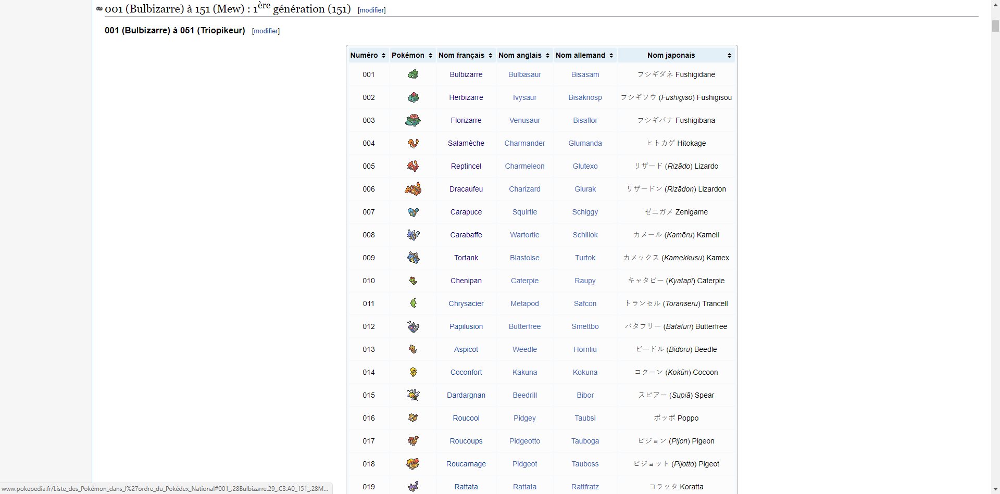 001 (Bulbizarre) à 151 (Mew) : 1ère génération (151) [modifier]
001 (Bulbizarre) à 051 (Triopikeur) [modifier]
Numéro Pokémon Nom français Nom anglais Nom allemand Nom japonais
001 Bulbizarre Bulbasaur Bisasam フシギダネ Fushigidane
002 Herbizarre Ivysaur Bisaknosp フシギソウ (Fushigisō) Fushigisou
003 Florizarre Venusaur Bisaflor フシギバナ Fushigibana
004 Salamèche Charmander Glumanda ヒトカゲ Hitokage
005 Reptincel Charmeleon Glutexo リザード (Rizādo) Lizardo
006 Dracaufeu Charizard Glurak リザードン (Rizādon) Lizardon
007 Carapuce Squirtle Schiggy ゼニガメ Zenigame
008 Carabaffe Wartortle Schillok カメール (Kamēru) Kameil
009 Tortank Blastoise Turtok カメックス (Kamekkusu) Kamex
010 Chenipan Caterpie Raupy キャタピー (Kyatapī) Caterpie
011 Chrysacier Metapod Safcon トランセル (Toranseru) Trancell
012 Papilusion Butterfree Smettbo バタフリー (Batafurī) Butterfree
013 Aspicot Weedle Hornliu ビードル (Bīdoru) Beedle
014 Coconfort Kakuna Kokuna コクーン (Kokūn) Cocoon
015 Dardargnan Beedrill Bibor スピアー (Supiā) Spear
016 Roucool Pidgey Taubsi ポッポ Poppo
017 Roucoups Pidgeotto Tauboga ピジョン (Pijon) Pigeon
018 Roucarnage Pidgeot Tauboss ピジョット (Pijotto) Pigeot
019 Rattata Rattata Rattfratz コラッタ Koratta
www.pokepedia.fr/Liste_des_Pokémon_dans_l%27ordre_du_Pokédex_National#001_.28Bulbizarre.29_.C3.A0_151_.28M...